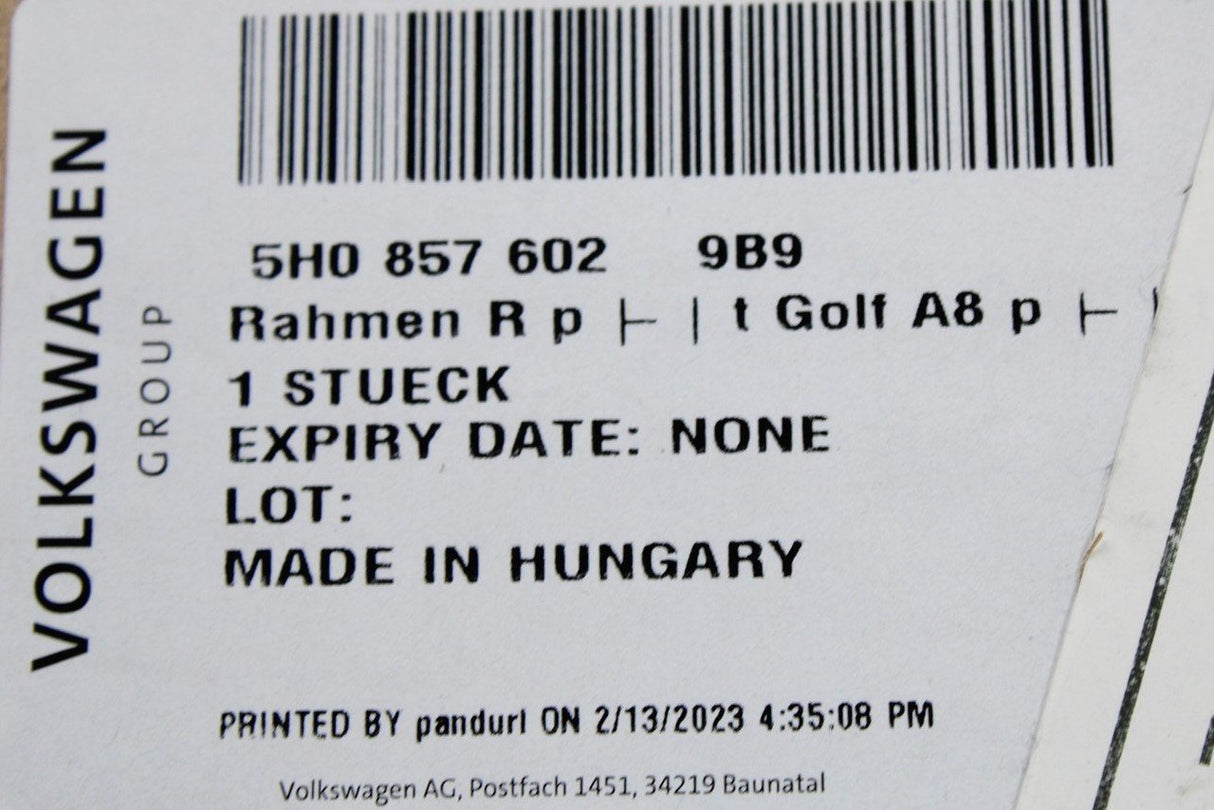 VOLKSWAGEN
GROUP
5H0 857 602 9B9
Rahmen R p ├─ │ t Golf A8 p ├─
1 STUECK
EXPIRY DATE: NONE
LOT:
MADE IN HUNGARY
PRINTED BY pandurl ON 2/13/2023 4:35:08 PM
Volkswagen AG, Postfach 1451, 34219 Baunatal